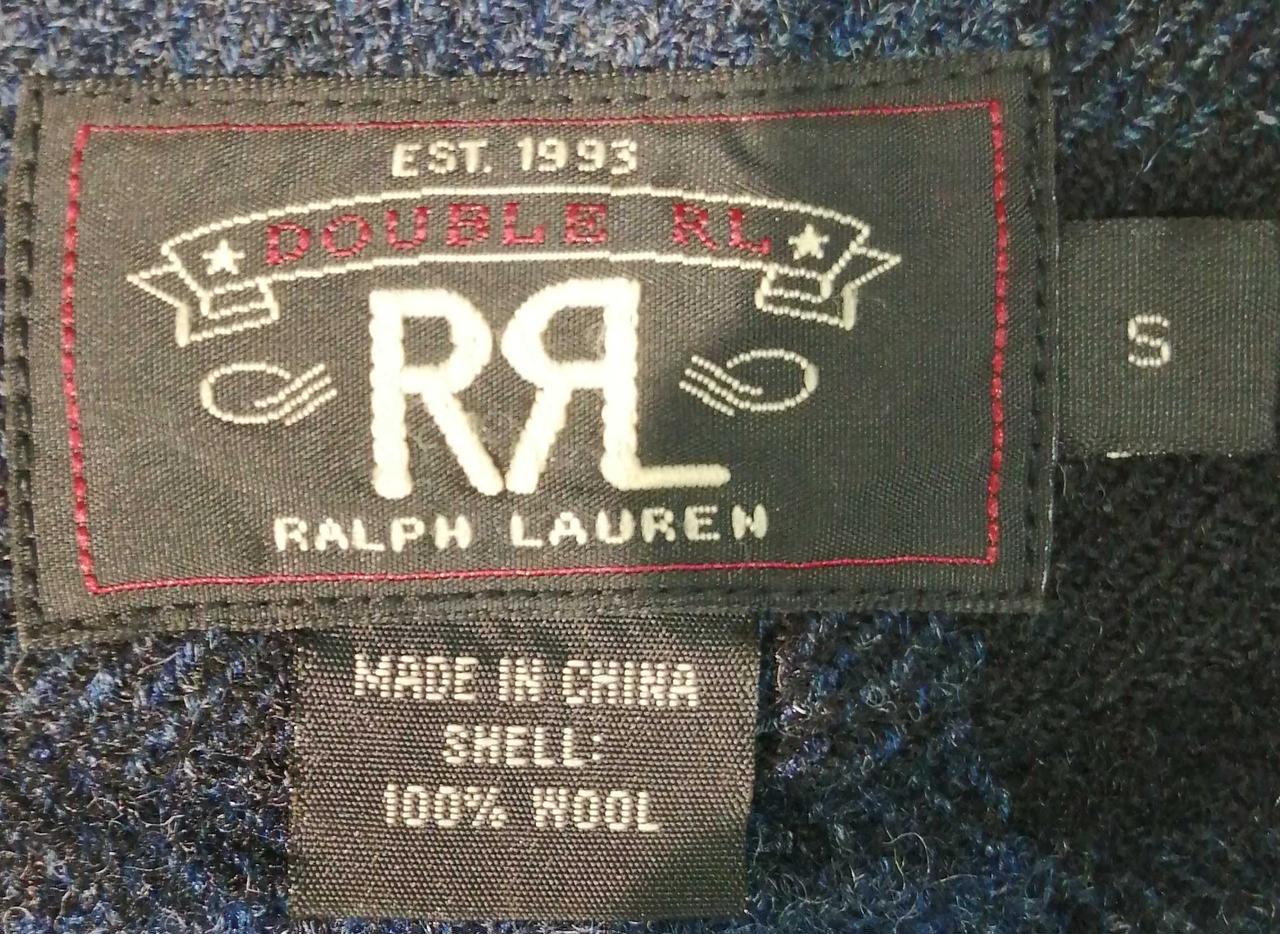 EST. 1993
DOUBLE RL
RRL
RALPH LAUREN
S
MADE IN CHINA
SHELL:
100% WOOL